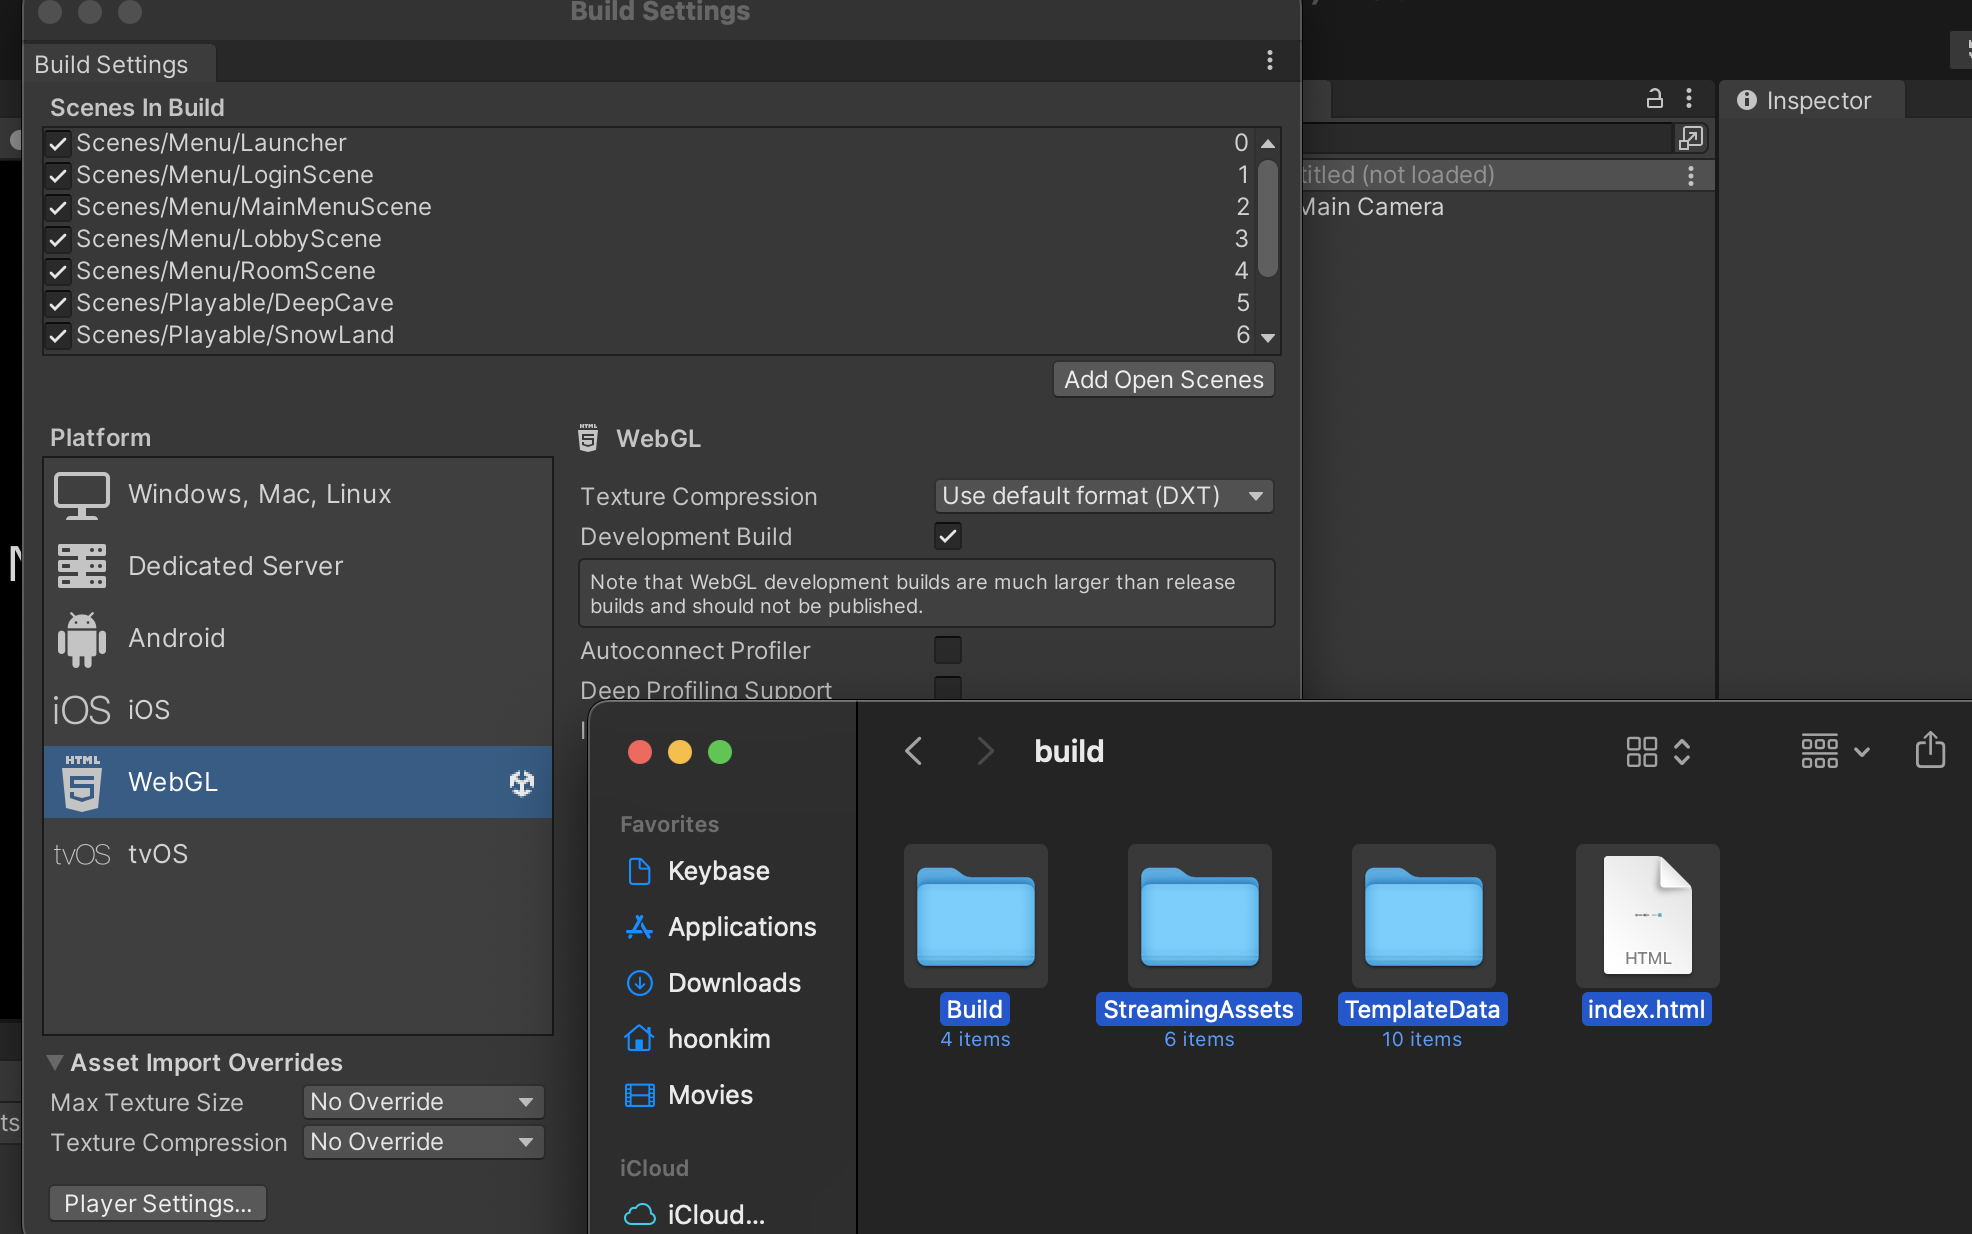 Build Settings
Build Settings
Scenes In Build
Scenes/Menu/Launcher 0
Scenes/Menu/LoginScene 1
Scenes/Menu/MainMenuScene 2
Scenes/Menu/LobbyScene 3
Scenes/Menu/RoomScene 4
Scenes/Playable/DeepCave 5
Scenes/Playable/SnowLand 6
Add Open Scenes
Platform
Windows, Mac, Linux
Dedicated Server
Android
iOS iOS
HTML 5 WebGL
tvOS tvOS
HTML 5 WebGL
Texture Compression Use default format (DXT)
Development Build
Note that WebGL development builds are much larger than release
builds and should not be published.
Autoconnect Profiler
Deep Profiling Support
Asset Import Overrides
Max Texture Size No Override
Texture Compression No Override
Player Settings...
Inspector
titled (not loaded)
Main Camera
build
Favorites
Keybase
Applications
Downloads
hoonkim
Movies
iCloud
iCloud...
HTML
Build StreamingAssets TemplateData index.html
4 items 6 items 10 items
ts